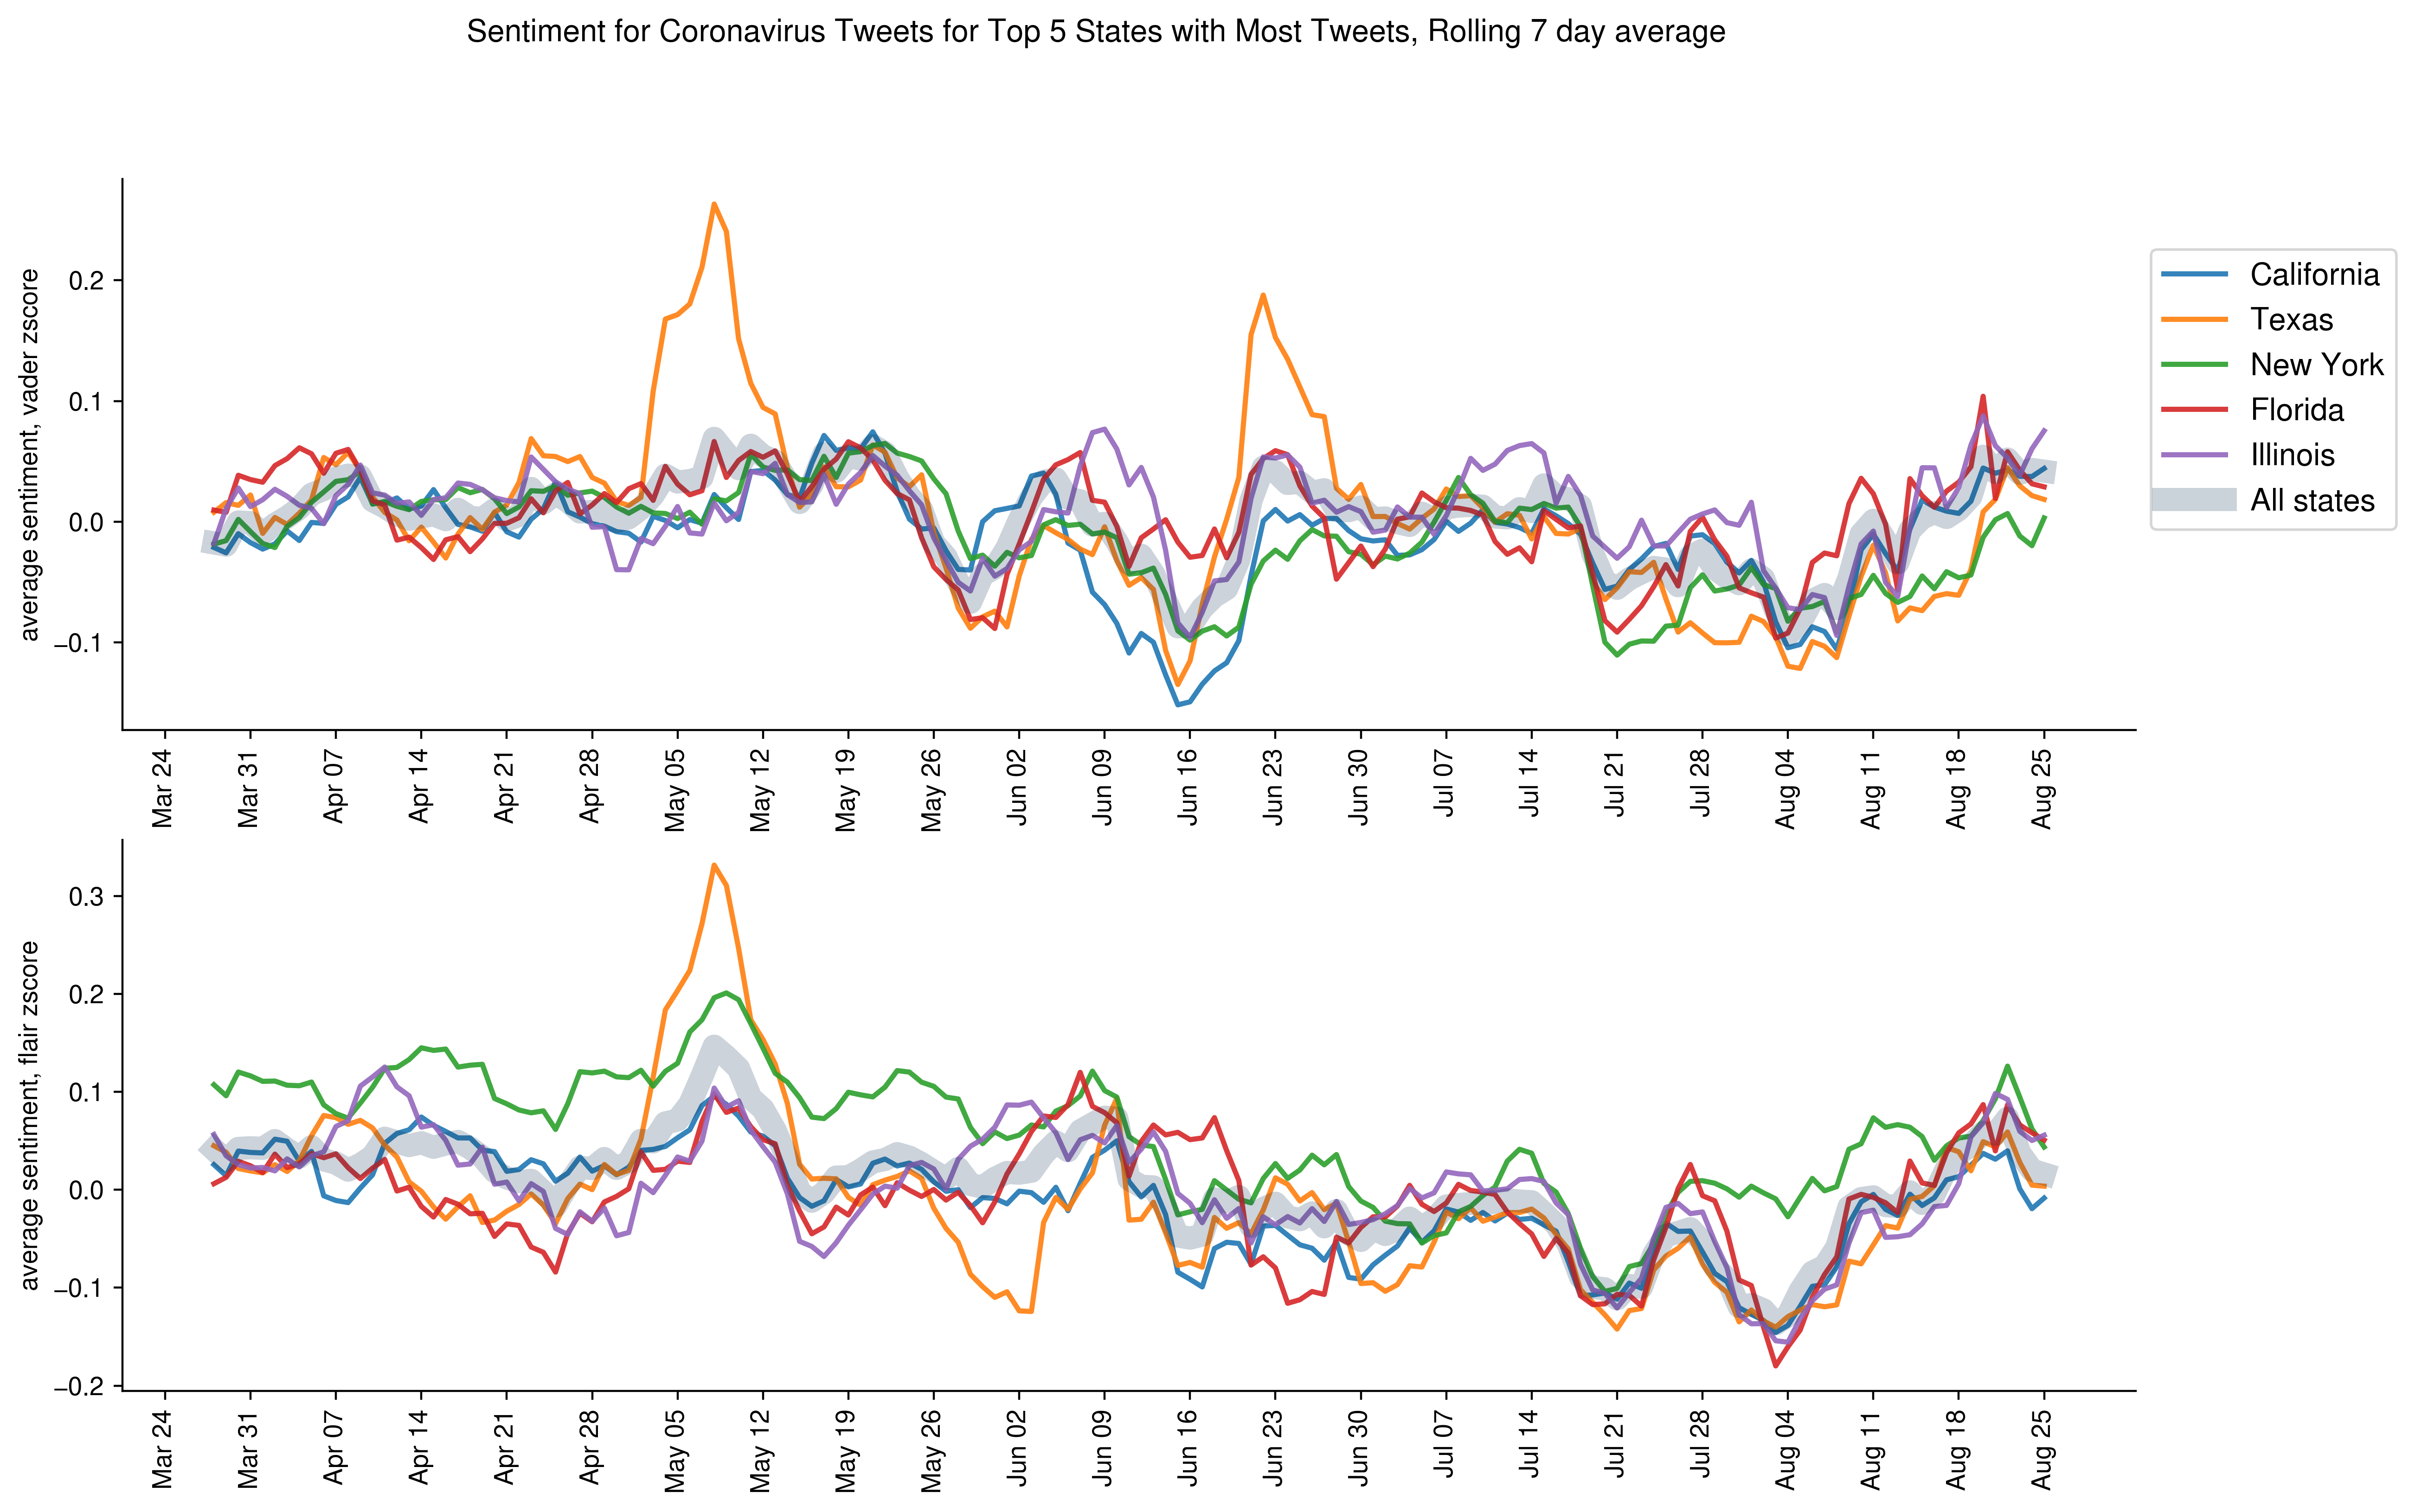 Sentiment for Coronavirus Tweets for Top 5 States with Most Tweets, Rolling 7 day average
average sentiment, vader zscore
0.2
0.1
0.0
−0.1
California
Texas
New York
Florida
Illinois
All states
Mar 24
Mar 31
Apr 07
Apr 14
Apr 21
Apr 28
May 05
May 12
May 19
May 26
Jun 02
Jun 09
Jun 16
Jun 23
Jun 30
Jul 07
Jul 14
Jul 21
Jul 28
Aug 04
Aug 11
Aug 18
Aug 25
average sentiment, flair zscore
0.3
0.2
0.1
0.0
−0.1
−0.2
Mar 24
Mar 31
Apr 07
Apr 14
Apr 21
Apr 28
May 05
May 12
May 19
May 26
Jun 02
Jun 09
Jun 16
Jun 23
Jun 30
Jul 07
Jul 14
Jul 21
Jul 28
Aug 04
Aug 11
Aug 18
Aug 25